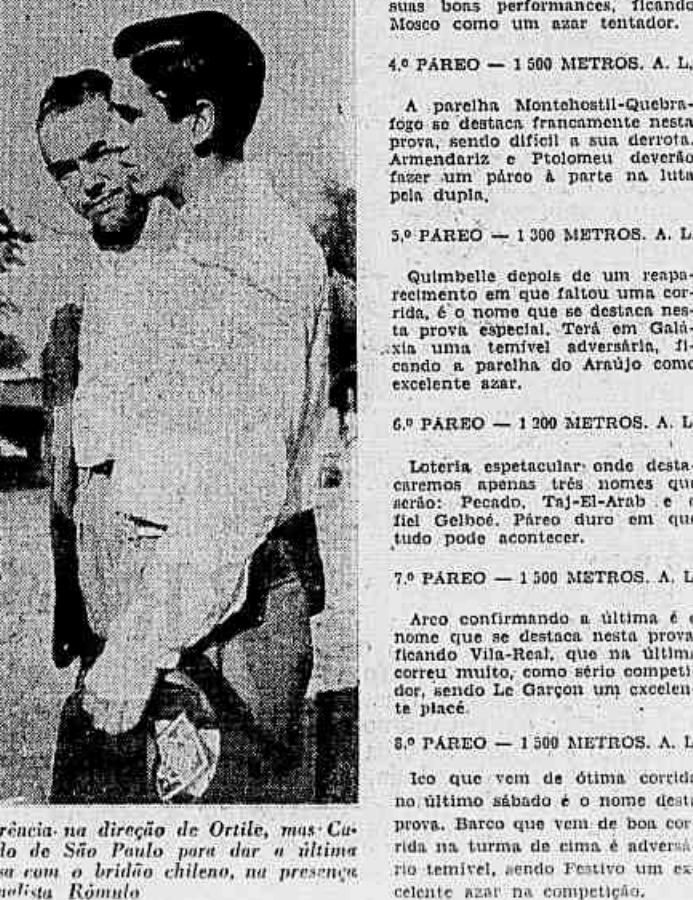 suas boas performances, ficando
Mosco como um azar tentador.
4.º PÁREO — 1 500 METROS. A. L.
A parelha Montehostil-Quebra-
fogo se destaca francamente nesta
prova, sendo difícil a sua derrota.
Armendariz e Ptolomeu deverão
fazer um páreo à parte na luta
pela dupla.
5.º PÁREO — 1 300 METROS. A. L
Quimbelle depois de um reapa-
recimento em que faltou uma cor-
rida, é o nome que se destaca nes-
ta prova especial. Terá em Galá-
xia uma temível adversária, fi-
cando a parelha do Araújo como
excelente azar.
6.º PÁREO — 1 200 METROS. A. L
Loteria espetacular onde desta-
caremos apenas três nomes que
serão: Pecado, Taj-El-Arab e o
fiel Gelboé. Páreo duro em que
tudo pode acontecer.
7.º PÁREO — 1 500 METROS. A. L
Arco confirmando a última é o
nome que se destaca nesta prova
ficando Vila-Real, que na última
correu muito, como sério competi-
dor, sendo Le Garçon um excelen-
te placé.
8.º PÁREO — 1 500 METROS. A. L
Ico que vem de ótima corrida
no último sábado é o nome desta
prova. Barco que vem de boa cor-
rida na turma de cima é adversá-
rio temível, sendo Festivo um ex-
celente azar na competição.
rência na direção de Ortile, mas Ca-
lo de São Paulo para dar a última
sa com o bridão chileno, na presença
nalista Rômulo